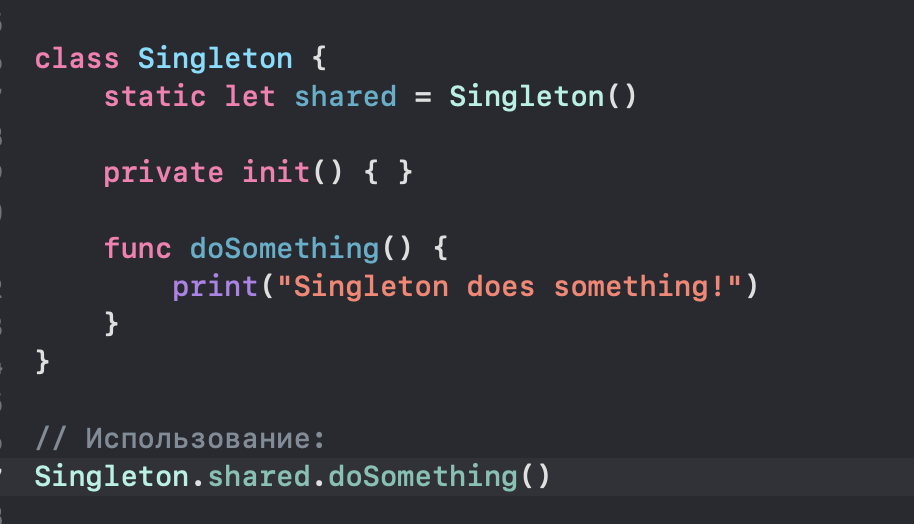 class Singleton {
    static let shared = Singleton()
    private init() { }
    func doSomething() {
        print("Singleton does something!")
    }
}
// Использование:
Singleton.shared.doSomething()